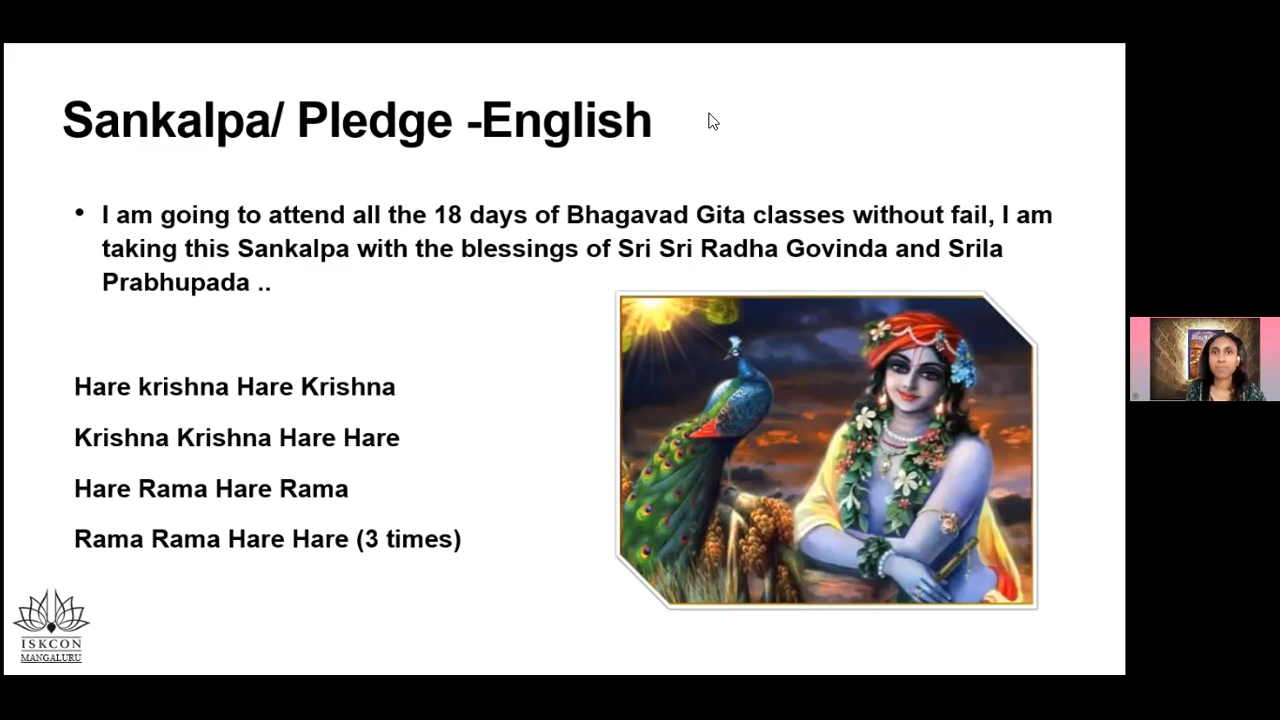 Sankalpa/ Pledge -English
• I am going to attend all the 18 days of Bhagavad Gita classes without fail, I am
taking this Sankalpa with the blessings of Sri Sri Radha Govinda and Srila
Prabhupada ..
Hare krishna Hare Krishna
Krishna Krishna Hare Hare
Hare Rama Hare Rama
Rama Rama Hare Hare (3 times)
ISKCON
MANGALURU